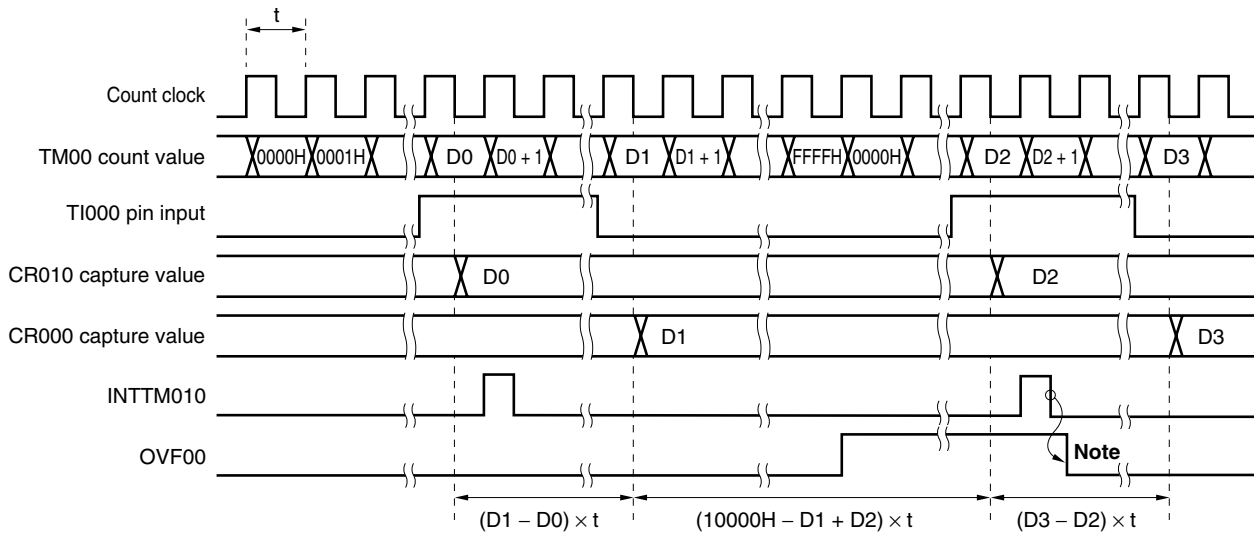 t
Count clock
TM00 count value 0000H 0001H D0 D0 + 1 D1 D1 + 1 FFFFH 0000H D2 D2 + 1 D3
TI000 pin input
CR010 capture value D0 D2
CR000 capture value D1 D3
INTTM010
OVF00 Note
(D1 − D0) × t (10000H − D1 + D2) × t (D3 − D2) × t